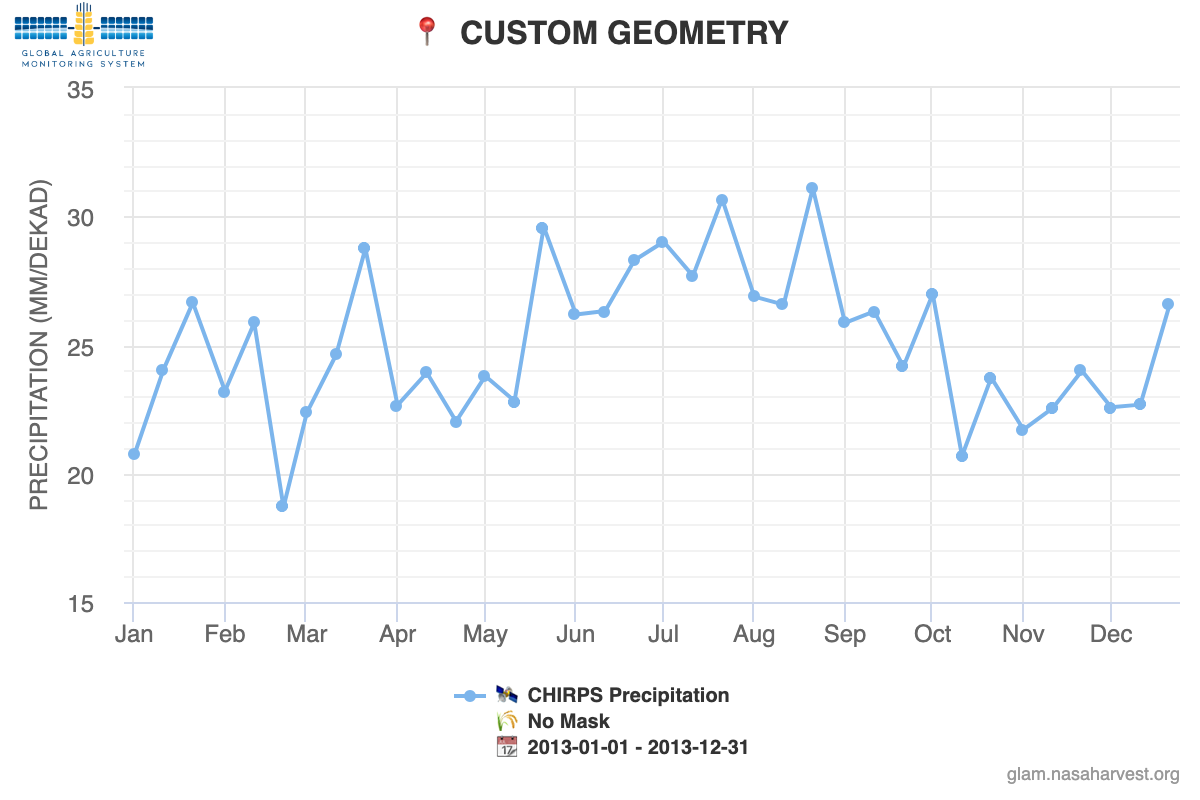 GLOBAL AGRICULTURE
MONITORING SYSTEM
CUSTOM GEOMETRY
PRECIPITATION (MM/DEKAD)
35
30
25
20
15
Jan Feb Mar Apr May Jun Jul Aug Sep Oct Nov Dec
CHIRPS Precipitation
No Mask
17
2013-01-01 - 2013-12-31
glam.nasaharvest.org